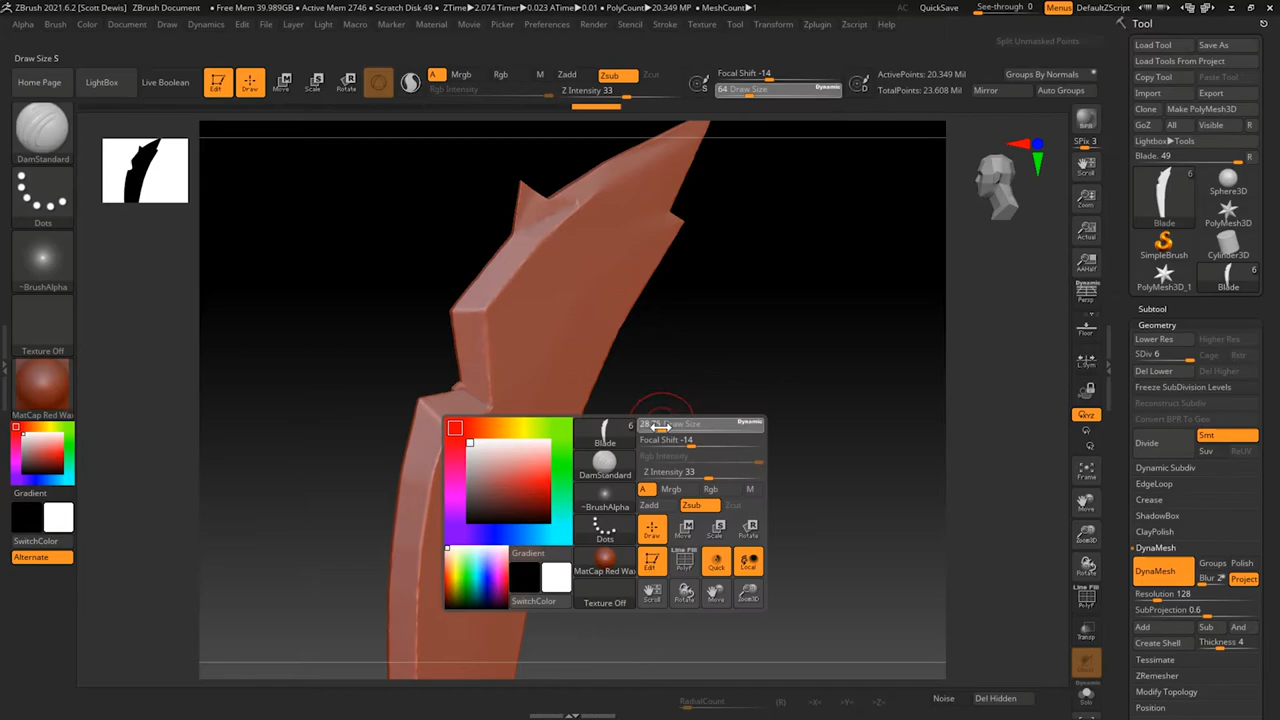 ZBrush 2021.6.2 [Scott Dewis] ZBrush Document • Free Mem 39.989GB • Active Mem 2746 • Scratch Disk 49 • ZTime▶2.074 Timer▶0.023 ATime▶0.01 • PolyCount▶20.349 MP • MeshCount▶1 AC QuickSave See-through 0 Menus DefaultZScript
Alpha Brush Color Document Draw Dynamics Edit File Layer Light Macro Marker Material Movie Picker Preferences Render Stencil Stroke Texture Tool Transform Zplugin Zscript Help
Draw Size S
Split Unmasked Points
Home Page LightBox Live Boolean Edit Draw Move Scale Rotate
A Mrgb Rgb M Zadd Zsub Zcut
Rgb Intensity Z Intensity 33
Focal Shift -14
64 Draw Size Dynamic
S D
ActivePoints: 20.349 Mil
TotalPoints: 23.608 Mil
Groups By Normals
Mirror Auto Groups
DamStandard
Dots
~BrushAlpha
Texture Off
MatCap Red Wax
Gradient
SwitchColor
Alternate
Blade 6
DamStandard
~BrushAlpha
Dots
MatCap Red Wax
Texture Off
Gradient
SwitchColor
Draw Size Dynamic
Focal Shift -14
Rgb Intensity
Z Intensity 33
A Mrgb Rgb M
Zadd Zsub Zcut
Draw Move Scale Rotate
Line Fill
Edit PolyF Quick Local
Scroll Rotate Move Zoom3D
BPR
SPix 3
Scroll
Zoom
Actual
AAHalf
Dynamic
Persp
Floor
L.Sym
XYZ
Frame
Move
Zoom3D
Rotate
Line Fill
PolyF
Transp
Dynamic
Solo
Tool
Load Tool Save As
Load Tools From Project
Copy Tool Paste Tool
Import Export
Clone Make PolyMesh3D
GoZ All Visible R
Lightbox▶Tools
Blade. 49 R
6
Blade Sphere3D
PolyMesh3D
SimpleBrush Cylinder3D
6
PolyMesh3D_1 Blade
Subtool
Geometry
Lower Res Higher Res
SDiv 6 Cage Rstr
Del Lower Del Higher
Freeze SubDivision Levels
Reconstruct Subdiv
Convert BPR To Geo
Divide Smt
Suv ReUV
Dynamic Subdiv
EdgeLoop
Crease
ShadowBox
ClayPolish
DynaMesh
DynaMesh Groups Polish
Blur 2 Project
Resolution 128
SubProjection 0.6
Add Sub And
Create Shell Thickness 4
Tessimate
ZRemesher
Modify Topology
Position
RadialCount (R) >X< >Y< >Z< Noise Del Hidden